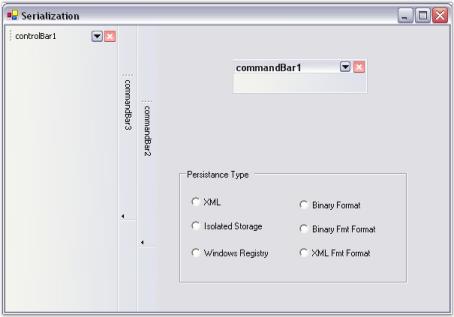 Serialization
controlBar1
commandBar3
commandBar2
commandBar1
Persistance Type
XML
Binary Format
Isolated Storage
Binary Fmt Format
Windows Registry
XML Fmt Format